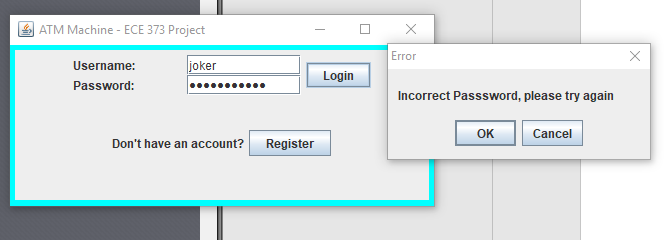 ATM Machine - ECE 373 Project
Username:
joker
Password:
●●●●●●●●●●●
Login
Don't have an account?
Register
Error
Incorrect Passsword, please try again
OK
Cancel